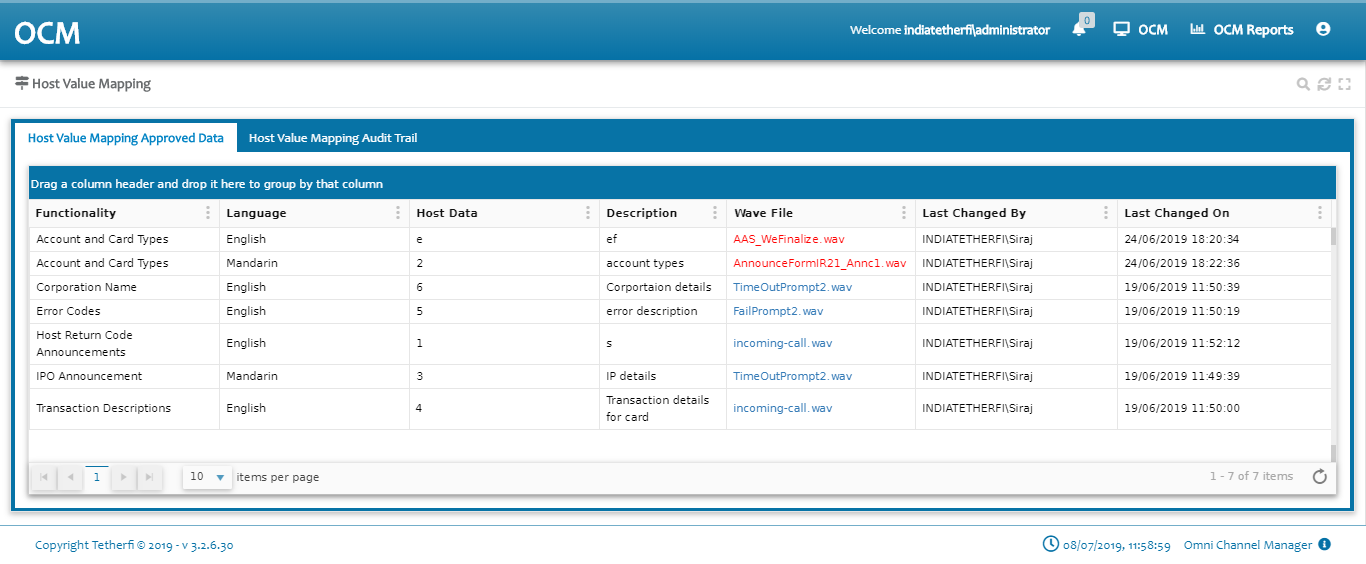 OCM
Welcome indiatetherfi\administrator 0 OCM OCM Reports
Host Value Mapping
Host Value Mapping Approved Data Host Value Mapping Audit Trail
Drag a column header and drop it here to group by that column
Functionality Language Host Data Description Wave File Last Changed By Last Changed On
Account and Card Types English e ef AAS_WeFinalize.wav INDIATETHERFI\Siraj 24/06/2019 18:20:34
Account and Card Types Mandarin 2 account types AnnounceFormIR21_Annc1.wav INDIATETHERFI\Siraj 24/06/2019 18:22:36
Corporation Name English 6 Corportaion details TimeOutPrompt2.wav INDIATETHERFI\Siraj 19/06/2019 11:50:39
Error Codes English 5 error description FailPrompt2.wav INDIATETHERFI\Siraj 19/06/2019 11:50:19
Host Return Code
Announcements English 1 s incoming-call.wav INDIATETHERFI\Siraj 19/06/2019 11:52:12
IPO Announcement Mandarin 3 IP details TimeOutPrompt2.wav INDIATETHERFI\Siraj 19/06/2019 11:49:39
Transaction Descriptions English 4 Transaction details
for card incoming-call.wav INDIATETHERFI\Siraj 19/06/2019 11:50:00
1 10 items per page 1 - 7 of 7 items
Copyright Tetherfi © 2019 - v 3.2.6.30 08/07/2019, 11:58:59 Omni Channel Manager